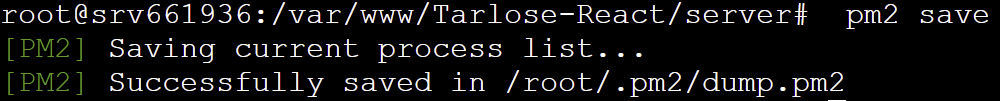 root@srv661936:/var/www/Tarlose-React/server#  pm2 save
[PM2] Saving current process list...
[PM2] Successfully saved in /root/.pm2/dump.pm2